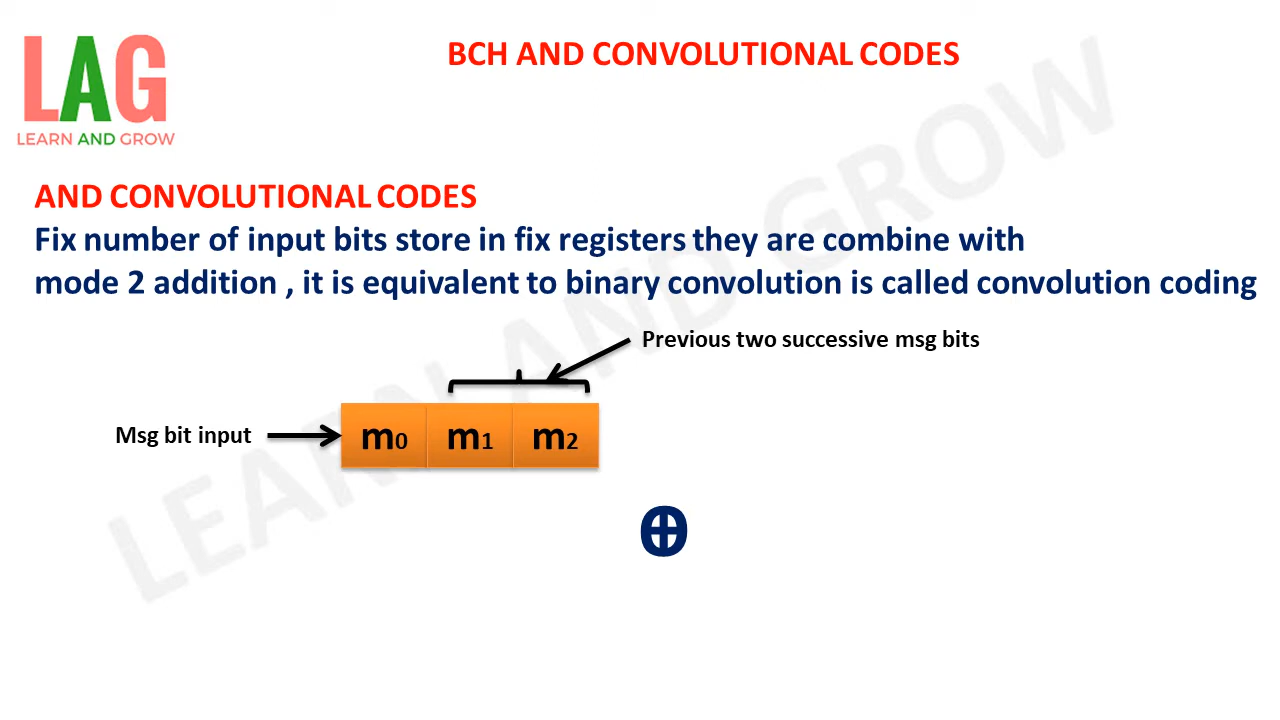 LAG
LEARN AND GROW
BCH AND CONVOLUTIONAL CODES
AND CONVOLUTIONAL CODES
Fix number of input bits store in fix registers they are combine with
mode 2 addition , it is equivalent to binary convolution is called convolution coding
Previous two successive msg bits
Msg bit input
m0 m1 m2
⊕
LEARN AND GROW